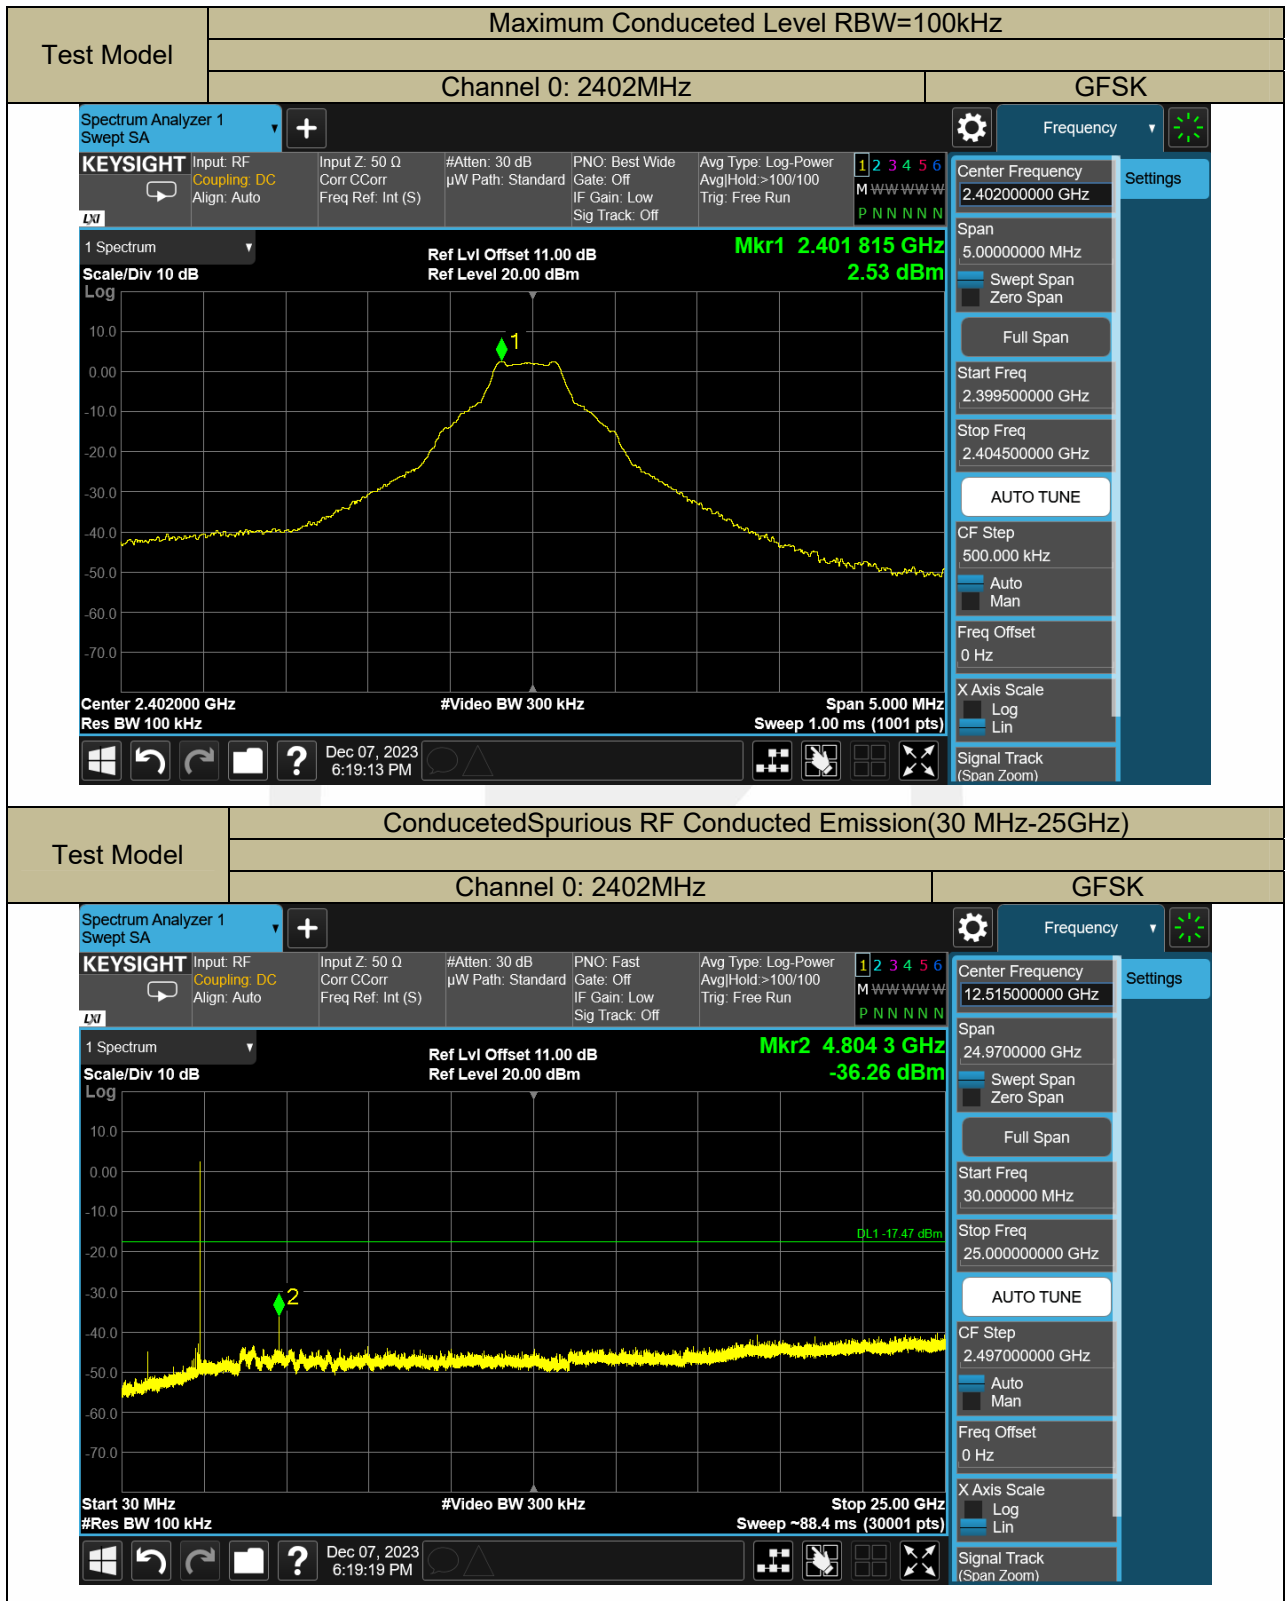 Test Model
Maximum Conduceted Level RBW=100kHz
Channel 0: 2402MHz
GFSK
Spectrum Analyzer 1
Swept SA
Frequency
KEYSIGHT
LXI
Input: RF
Coupling: DC
Align: Auto
Input Z: 50 Ω
Corr CCorr
Freq Ref: Int (S)
#Atten: 30 dB
µW Path: Standard
PNO: Best Wide
Gate: Off
IF Gain: Low
Sig Track: Off
Avg Type: Log-Power
Avg|Hold:>100/100
Trig: Free Run
1 2 3 4 5 6
M W W W W W
P N N N N N
Center Frequency
2.402000000 GHz
Settings
Span
5.00000000 MHz
Swept Span
Zero Span
Full Span
Start Freq
2.399500000 GHz
Stop Freq
2.404500000 GHz
AUTO TUNE
CF Step
500.000 kHz
Auto
Man
Freq Offset
0 Hz
X Axis Scale
Log
Lin
Signal Track
(Span Zoom)
1 Spectrum
Scale/Div 10 dB
Log
Ref Lvl Offset 11.00 dB
Ref Level 20.00 dBm
Mkr1 2.401 815 GHz
2.53 dBm
1
10.0
0.00
-10.0
-20.0
-30.0
-40.0
-50.0
-60.0
-70.0
Center 2.402000 GHz
Res BW 100 kHz
#Video BW 300 kHz
Span 5.000 MHz
Sweep 1.00 ms (1001 pts)
?
Dec 07, 2023
6:19:13 PM
Test Model
ConducetedSpurious RF Conducted Emission(30 MHz-25GHz)
Channel 0: 2402MHz
GFSK
Spectrum Analyzer 1
Swept SA
Frequency
KEYSIGHT
LXI
Input: RF
Coupling: DC
Align: Auto
Input Z: 50 Ω
Corr CCorr
Freq Ref: Int (S)
#Atten: 30 dB
µW Path: Standard
PNO: Fast
Gate: Off
IF Gain: Low
Sig Track: Off
Avg Type: Log-Power
Avg|Hold:>100/100
Trig: Free Run
1 2 3 4 5 6
M W W W W W
P N N N N N
Center Frequency
12.515000000 GHz
Settings
Span
24.9700000 GHz
Swept Span
Zero Span
Full Span
Start Freq
30.000000 MHz
Stop Freq
25.000000000 GHz
AUTO TUNE
CF Step
2.497000000 GHz
Auto
Man
Freq Offset
0 Hz
X Axis Scale
Log
Lin
Signal Track
(Span Zoom)
1 Spectrum
Scale/Div 10 dB
Log
Ref Lvl Offset 11.00 dB
Ref Level 20.00 dBm
Mkr2 4.804 3 GHz
-36.26 dBm
DL1 -17.47 dBm
2
10.0
0.00
-10.0
-20.0
-30.0
-40.0
-50.0
-60.0
-70.0
Start 30 MHz
#Res BW 100 kHz
#Video BW 300 kHz
Stop 25.00 GHz
Sweep ~88.4 ms (30001 pts)
?
Dec 07, 2023
6:19:19 PM